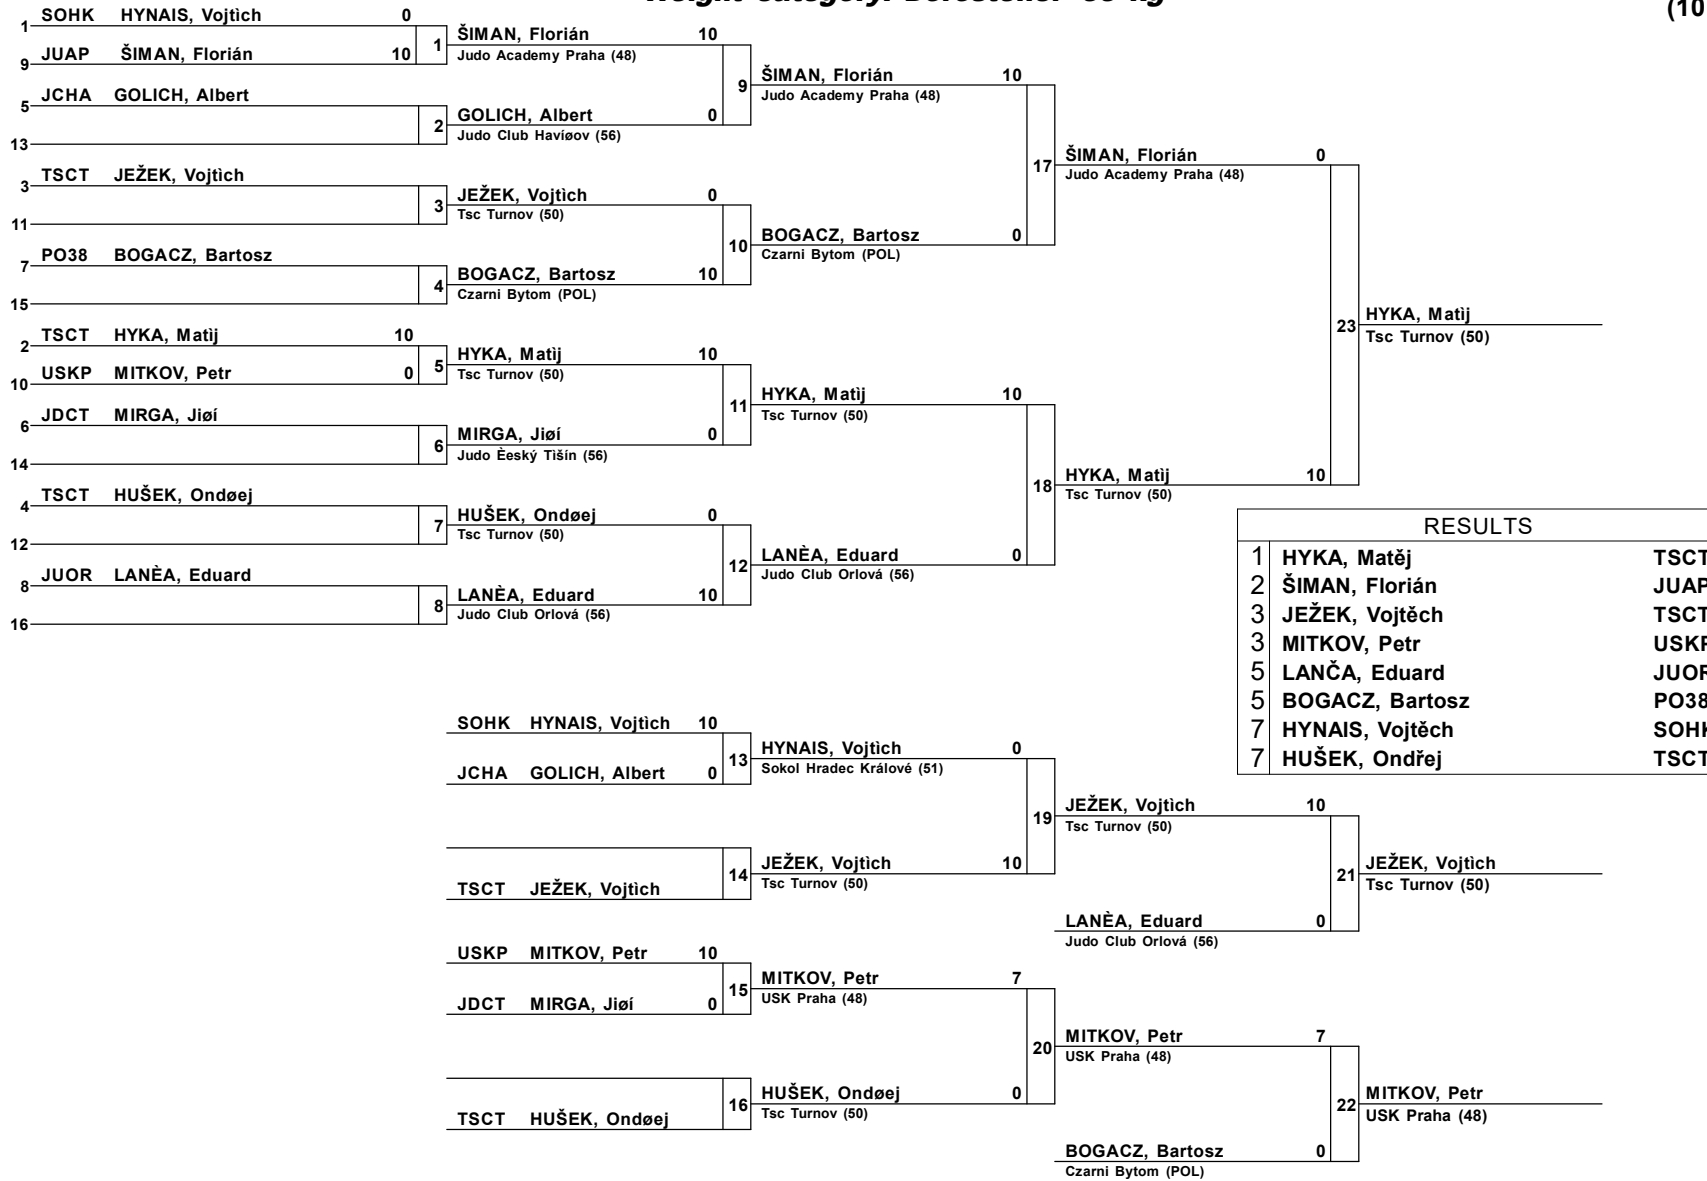 (10
1 SOHK HYNAIS, Vojtìch 0
9 JUAP ŠIMAN, Florián 10
1 ŠIMAN, Florián 10
Judo Academy Praha (48)
5 JCHA GOLICH, Albert
13
2 GOLICH, Albert 0
Judo Club Havíøov (56)
9 ŠIMAN, Florián 10
Judo Academy Praha (48)
3 TSCT JEŽEK, Vojtìch
11
3 JEŽEK, Vojtìch 0
Tsc Turnov (50)
7 PO38 BOGACZ, Bartosz
15
4 BOGACZ, Bartosz 10
Czarni Bytom (POL)
10 BOGACZ, Bartosz 0
Czarni Bytom (POL)
17 ŠIMAN, Florián 0
Judo Academy Praha (48)
2 TSCT HYKA, Matìj 10
10 USKP MITKOV, Petr 0
5 HYKA, Matìj 10
Tsc Turnov (50)
6 JDCT MIRGA, Jiøí
14
6 MIRGA, Jiøí 0
Judo Èeský Tìšín (56)
11 HYKA, Matìj 10
Tsc Turnov (50)
4 TSCT HUŠEK, Ondøej
12
7 HUŠEK, Ondøej 0
Tsc Turnov (50)
8 JUOR LANÈA, Eduard
16
8 LANÈA, Eduard 10
Judo Club Orlová (56)
12 LANÈA, Eduard 0
Judo Club Orlová (56)
18 HYKA, Matìj 10
Tsc Turnov (50)
23 HYKA, Matìj
Tsc Turnov (50)
RESULTS
1 HYKA, Matěj TSCT
2 ŠIMAN, Florián JUAP
3 JEŽEK, Vojtěch TSCT
3 MITKOV, Petr USKP
5 LANČA, Eduard JUOR
5 BOGACZ, Bartosz PO38
7 HYNAIS, Vojtěch SOHK
7 HUŠEK, Ondřej TSCT
SOHK HYNAIS, Vojtìch 10
JCHA GOLICH, Albert 0
13 HYNAIS, Vojtìch 0
Sokol Hradec Králové (51)
TSCT JEŽEK, Vojtìch
14 JEŽEK, Vojtìch 10
Tsc Turnov (50)
19 JEŽEK, Vojtìch 10
Tsc Turnov (50)
LANÈA, Eduard 0
Judo Club Orlová (56)
21 JEŽEK, Vojtìch
Tsc Turnov (50)
USKP MITKOV, Petr 10
JDCT MIRGA, Jiøí 0
15 MITKOV, Petr 7
USK Praha (48)
TSCT HUŠEK, Ondøej
16 HUŠEK, Ondøej 0
Tsc Turnov (50)
20 MITKOV, Petr 7
USK Praha (48)
BOGACZ, Bartosz 0
Czarni Bytom (POL)
22 MITKOV, Petr
USK Praha (48)